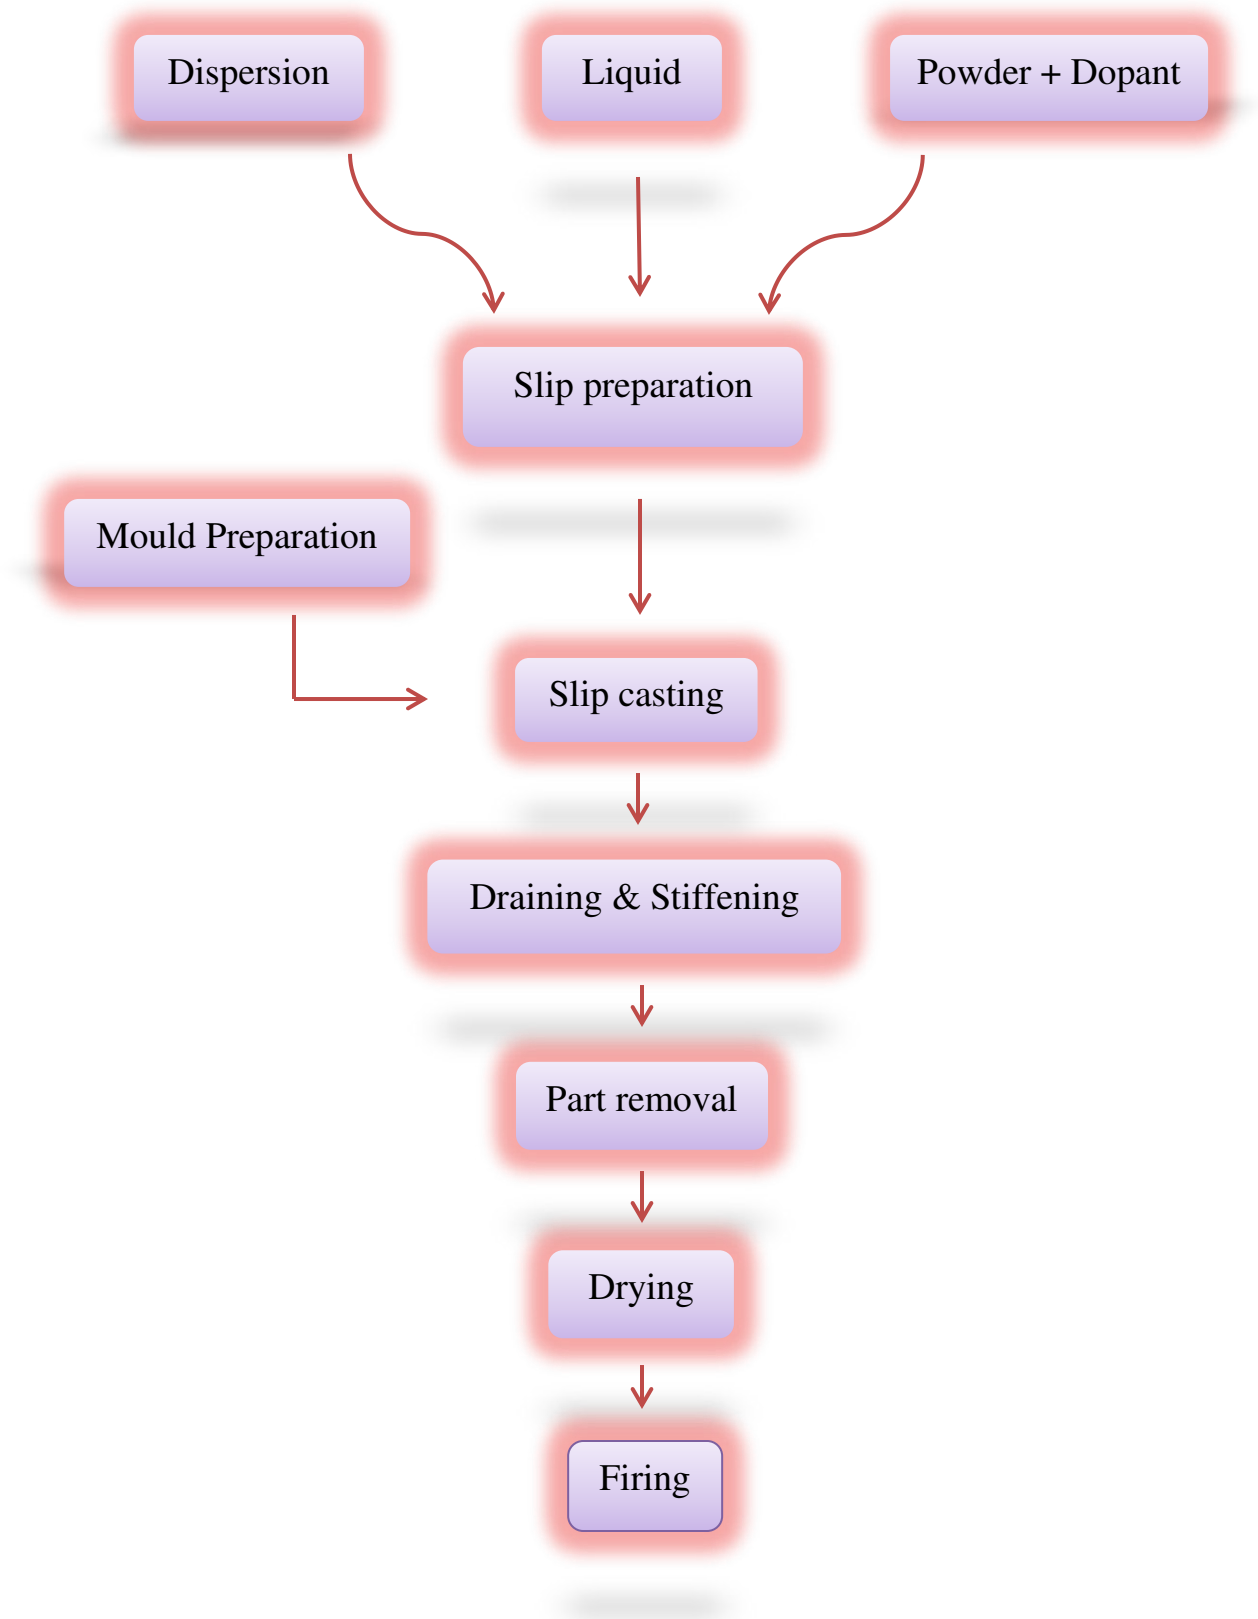 Dispersion
Liquid
Powder + Dopant
Slip preparation
Mould Preparation
Slip casting
Draining & Stiffening
Part removal
Drying
Firing